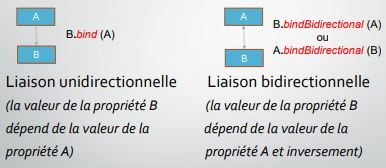 A
B.bind (A)
B
Liaison unidirectionnelle
(la valeur de la propriété B
dépend de la valeur de la
propriété A)
A
B.bindBidirectional (A)
ou
A.bindBidirectional (B)
B
Liaison bidirectionnelle
(la valeur de la propriété B
dépend de la valeur de la
propriété A et inversement)